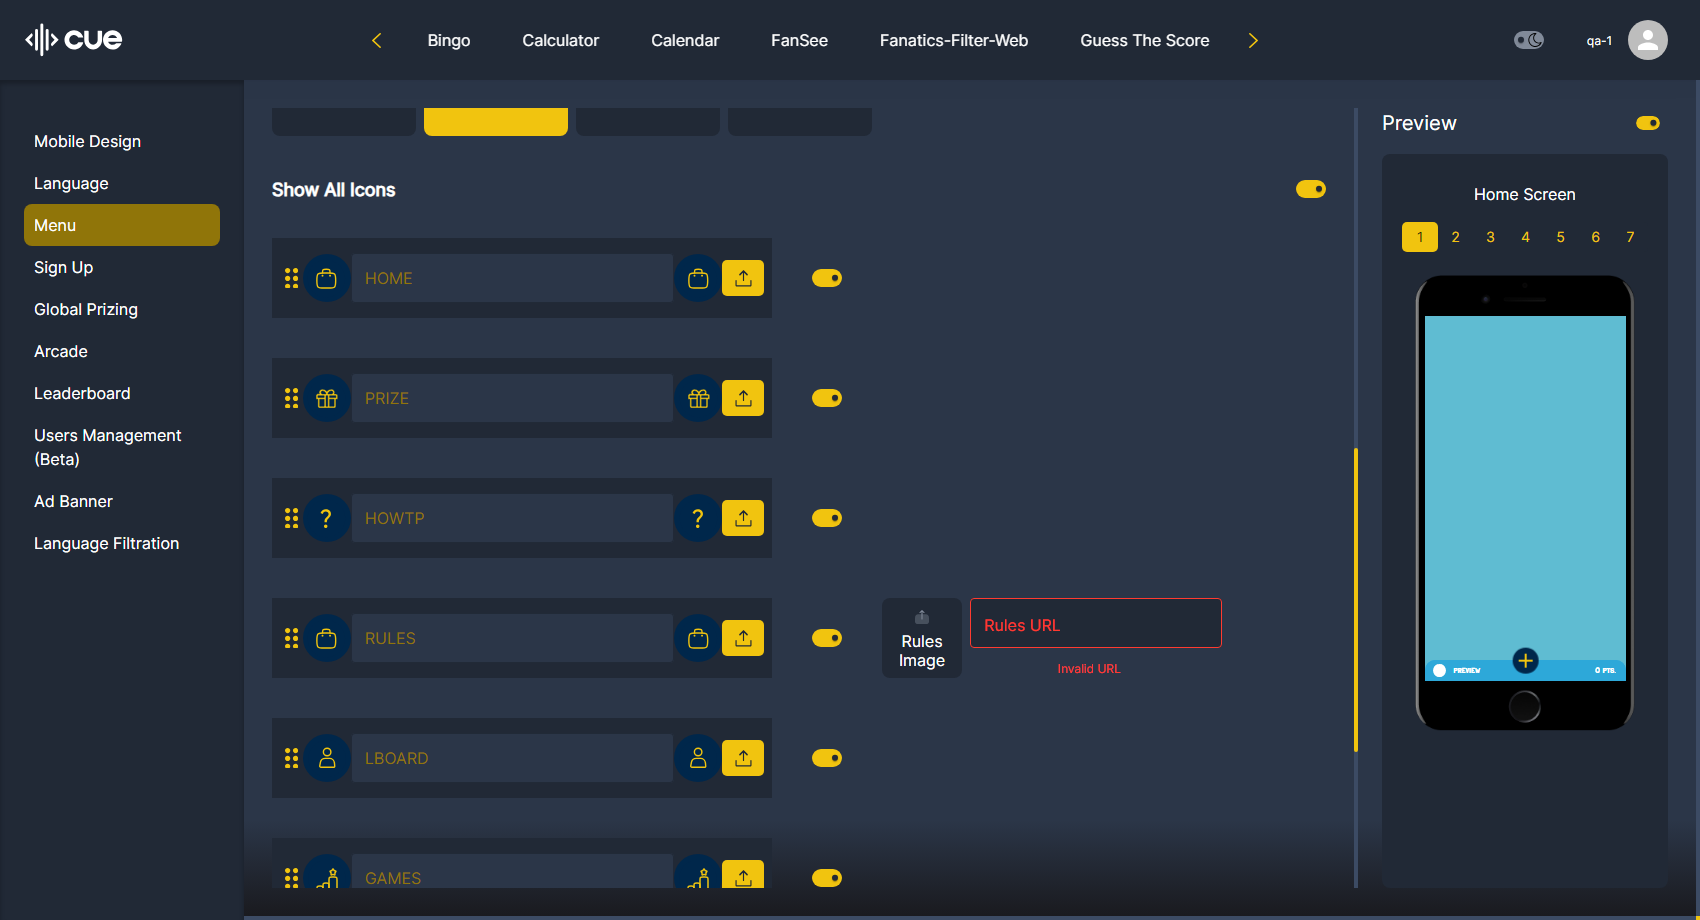 cue
Bingo
Calculator
Calendar
FanSee
Fanatics-Filter-Web
Guess The Score
qa-1
Mobile Design
Language
Menu
Sign Up
Global Prizing
Arcade
Leaderboard
Users Management
(Beta)
Ad Banner
Language Filtration
Show All Icons
HOME
PRIZE
?
HOWTP
?
RULES
Rules
Image
Rules URL
Invalid URL
LBOARD
GAMES
Preview
Home Screen
1 2 3 4 5 6 7
PREVIEW
0 PTS.